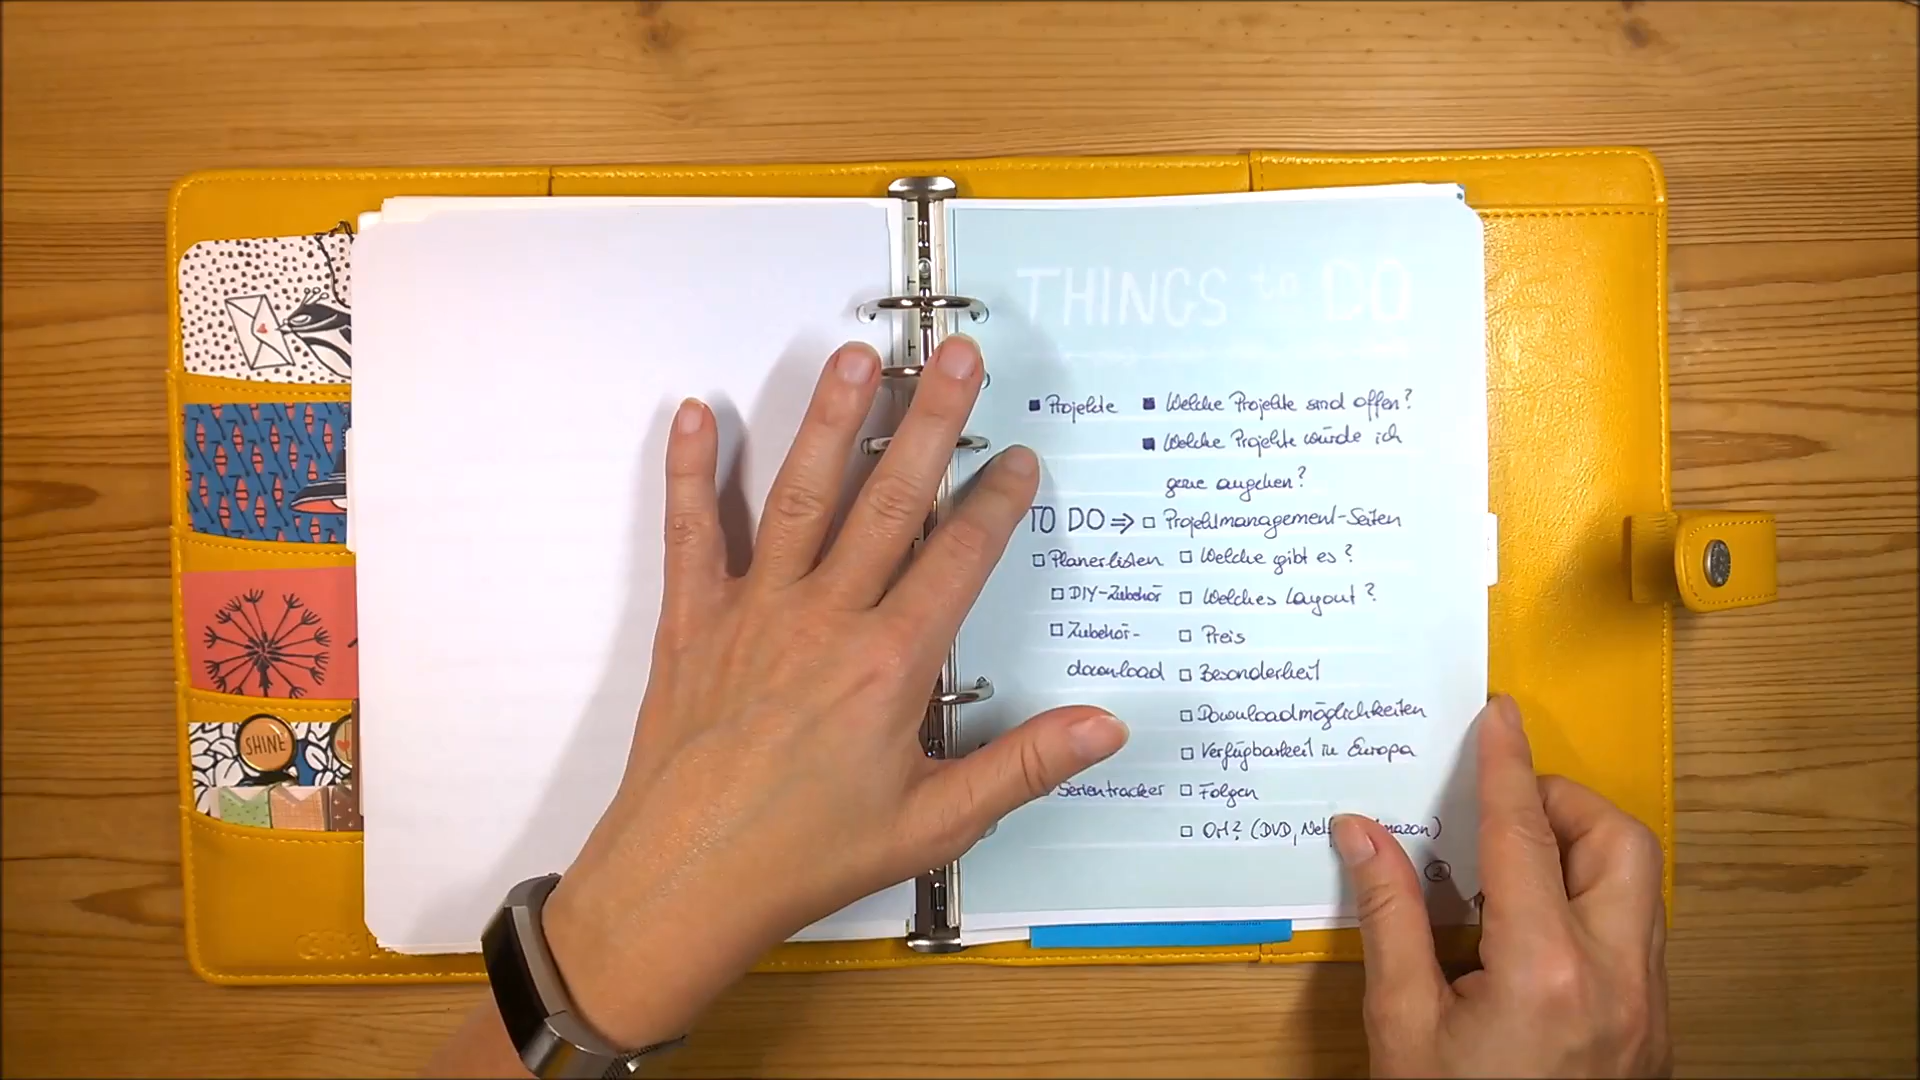 SHINE
THINGS to DO
Projekte Welche Projekte sind offen?
Welche Projekte würde ich
gerne angehen?
TO DO ⇒ Projektmanagement-Seiten
Planerlisten Welche gibt es?
DIY-Zubehör Welches Layout?
Zubehör- Preis
download Besonderheit
Downloadmöglichkeiten
Verfügbarkeit in Europa
Serientracker Folgen
Ort? (DVD,
2